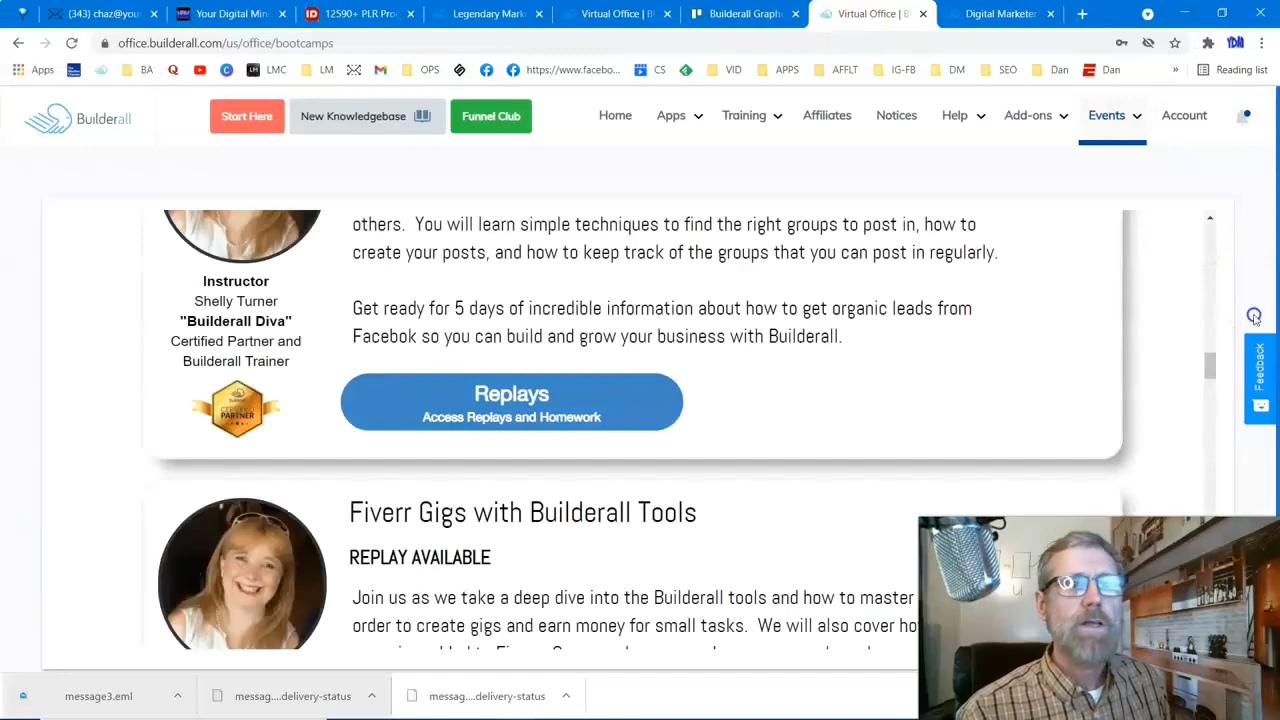 (343) chaz@you
Your Digital Min
12590+ PLR Pro
Legendary Mark
Virtual Office | B
Builderall Graph
Virtual Office | B
Digital Marketer
office.builderall.com/us/office/bootcamps
YDM
Apps
BA
LMC
LM
OPS
https://www.facebo...
CS
VID
APPS
AFFLT
IG-FB
DM
SEO
Dan
Dan
»
Reading list
Builderall
Start Here
New Knowledgebase
Funnel Club
Home
Apps
Training
Affiliates
Notices
Help
Add-ons
Events
Account
others. You will learn simple techniques to find the right groups to post in, how to
create your posts, and how to keep track of the groups that you can post in regularly.
Instructor
Shelly Turner
"Builderall Diva"
Certified Partner and
Builderall Trainer
PARTNER
Get ready for 5 days of incredible information about how to get organic leads from
Facebok so you can build and grow your business with Builderall.
Replays
Access Replays and Homework
Feedback
Fiverr Gigs with Builderall Tools
REPLAY AVAILABLE
Join us as we take a deep dive into the Builderall tools and how to master
order to create gigs and earn money for small tasks. We will also cover ho
message3.eml
messag....delivery-status
messag....delivery-status